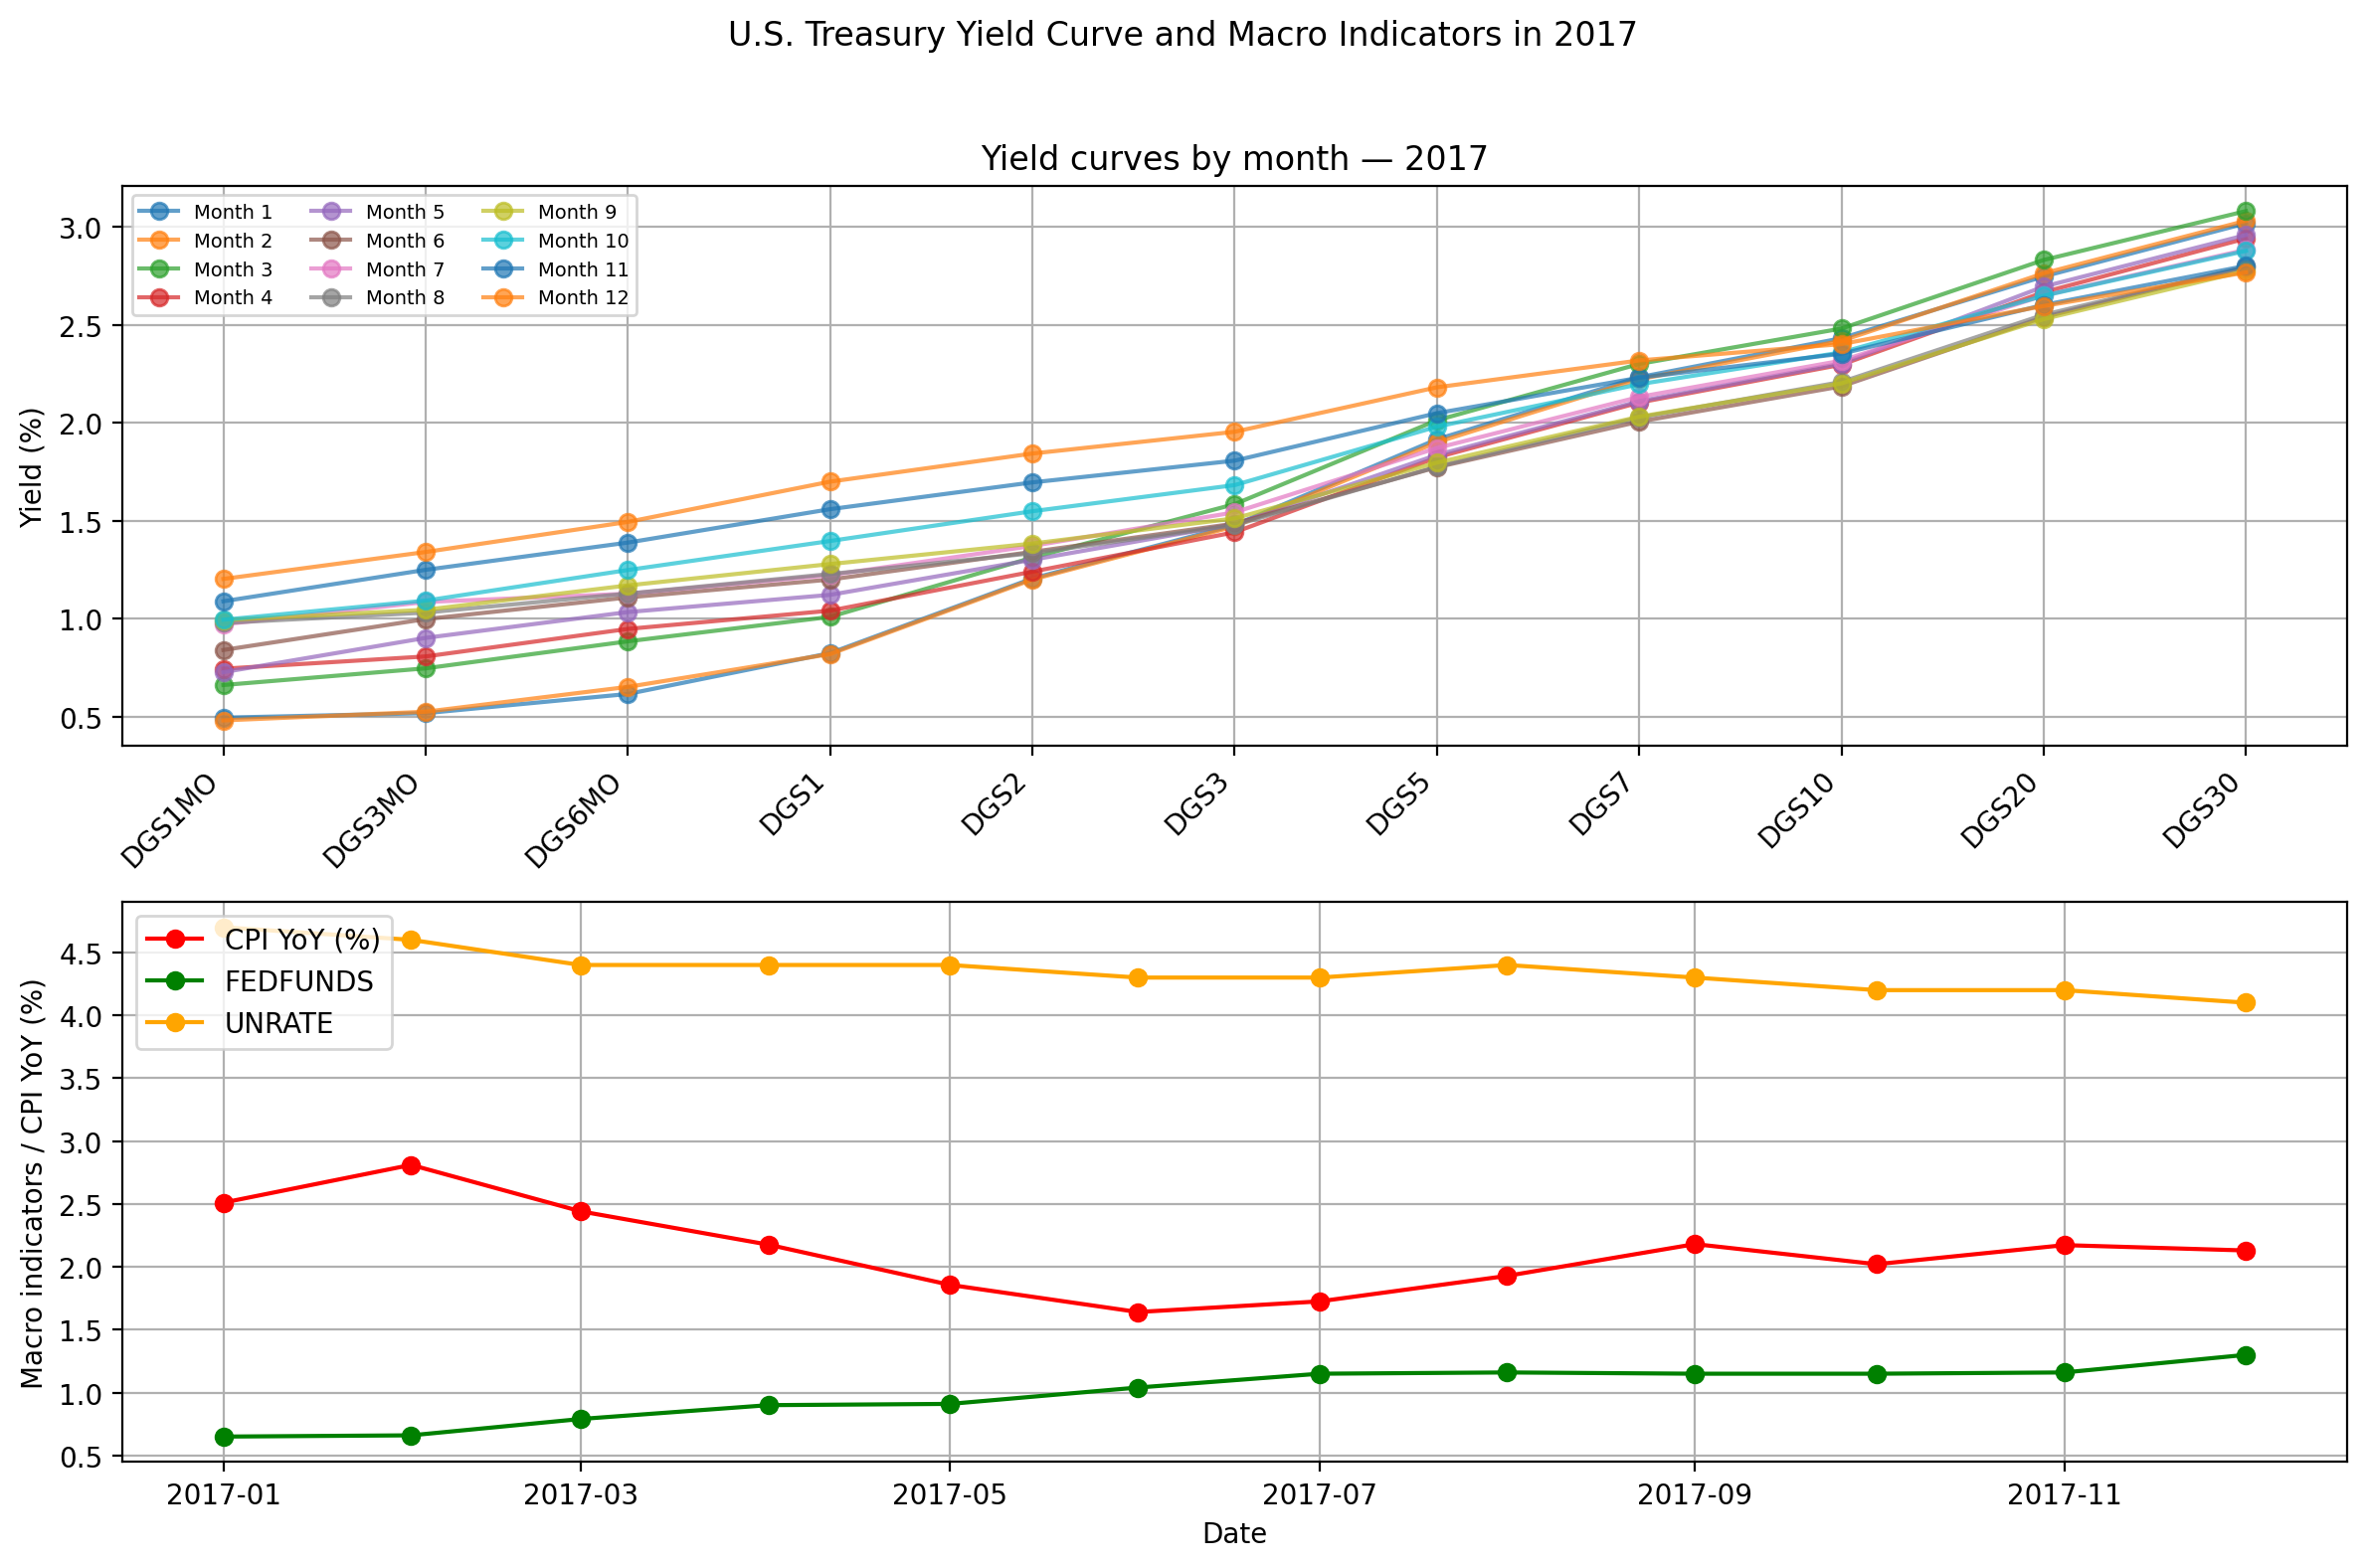 U.S. Treasury Yield Curve and Macro Indicators in 2017
Yield curves by month — 2017
Yield (%)
3.0
2.5
2.0
1.5
1.0
0.5
Month 1
Month 2
Month 3
Month 4
Month 5
Month 6
Month 7
Month 8
Month 9
Month 10
Month 11
Month 12
DGS1MO
DGS3MO
DGS6MO
DGS1
DGS2
DGS3
DGS5
DGS7
DGS10
DGS20
DGS30
Macro indicators / CPI YoY (%)
4.5
4.0
3.5
3.0
2.5
2.0
1.5
1.0
0.5
CPI YoY (%)
FEDFUNDS
UNRATE
2017-01
2017-03
2017-05
2017-07
2017-09
2017-11
Date